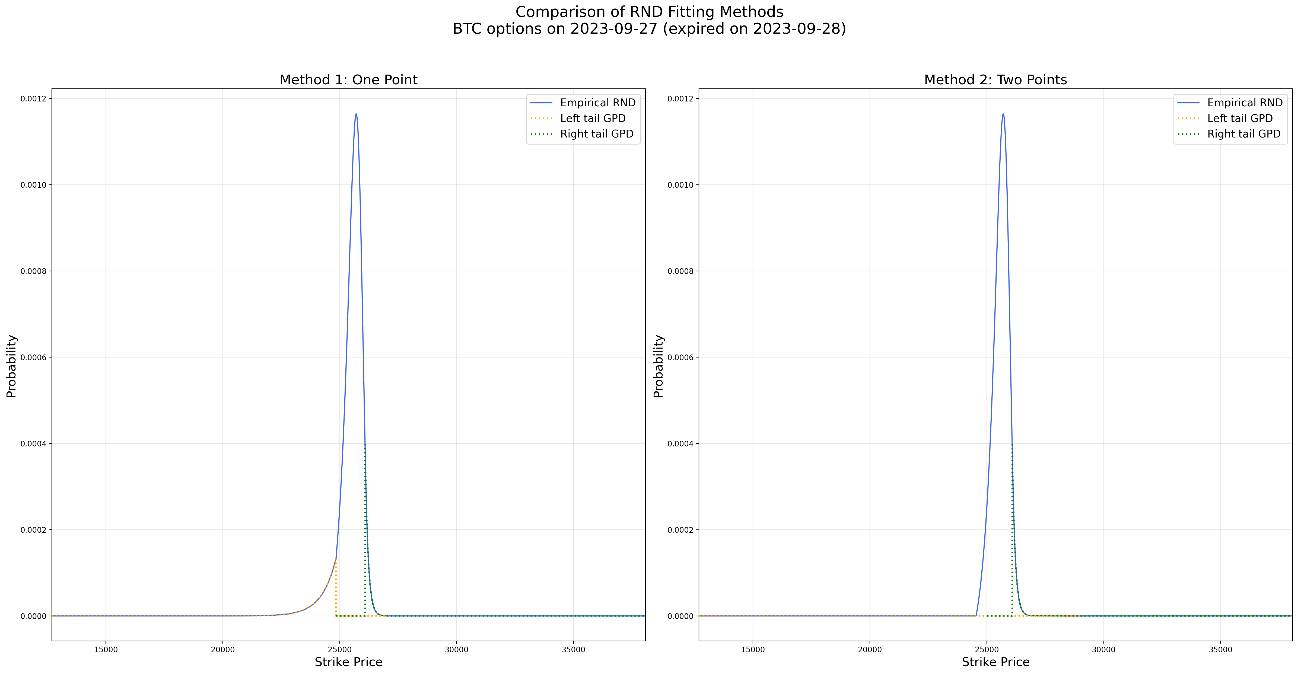 Comparison of RND Fitting Methods
BTC options on 2023-09-27 (expired on 2023-09-28)
Method 1: One Point
Empirical RND
Left tail GPD
Right tail GPD
Probability
0.0012
0.0010
0.0008
0.0006
0.0004
0.0002
0.0000
15000 20000 25000 30000 35000
Strike Price
Method 2: Two Points
Empirical RND
Left tail GPD
Right tail GPD
Probability
0.0012
0.0010
0.0008
0.0006
0.0004
0.0002
0.0000
15000 20000 25000 30000 35000
Strike Price